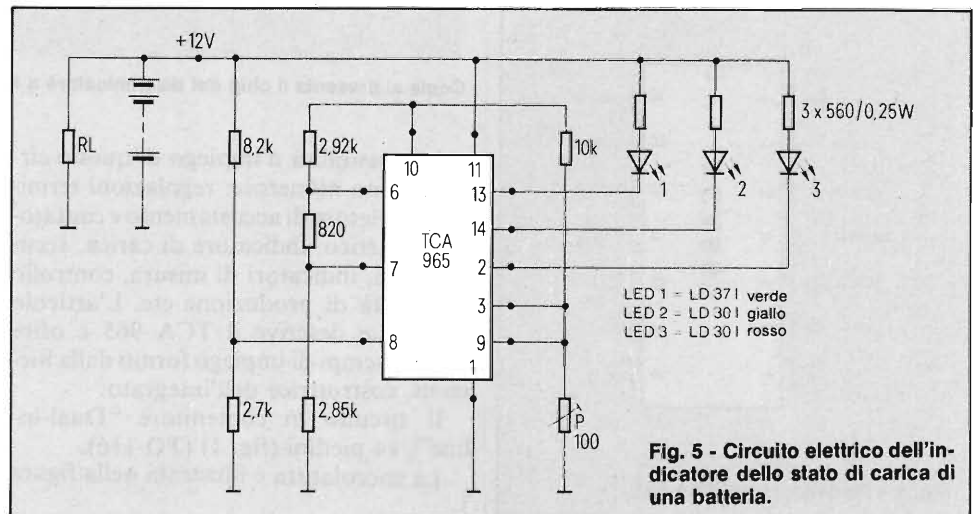 +12V
RL
8,2k
2,92k
10k
3 x 560/0,25W
10
11
6
13
1
2
3
820
TCA
965
14
7
2
3
8
9
1
LED 1 = LD 37 I verde
LED 2 = LD 30 I giallo
LED 3 = LD 30 I rosso
2,7k
2,85k
P
100
Fig. 5 - Circuito elettrico dell'in-
dicatore dello stato di carica di
una batteria.